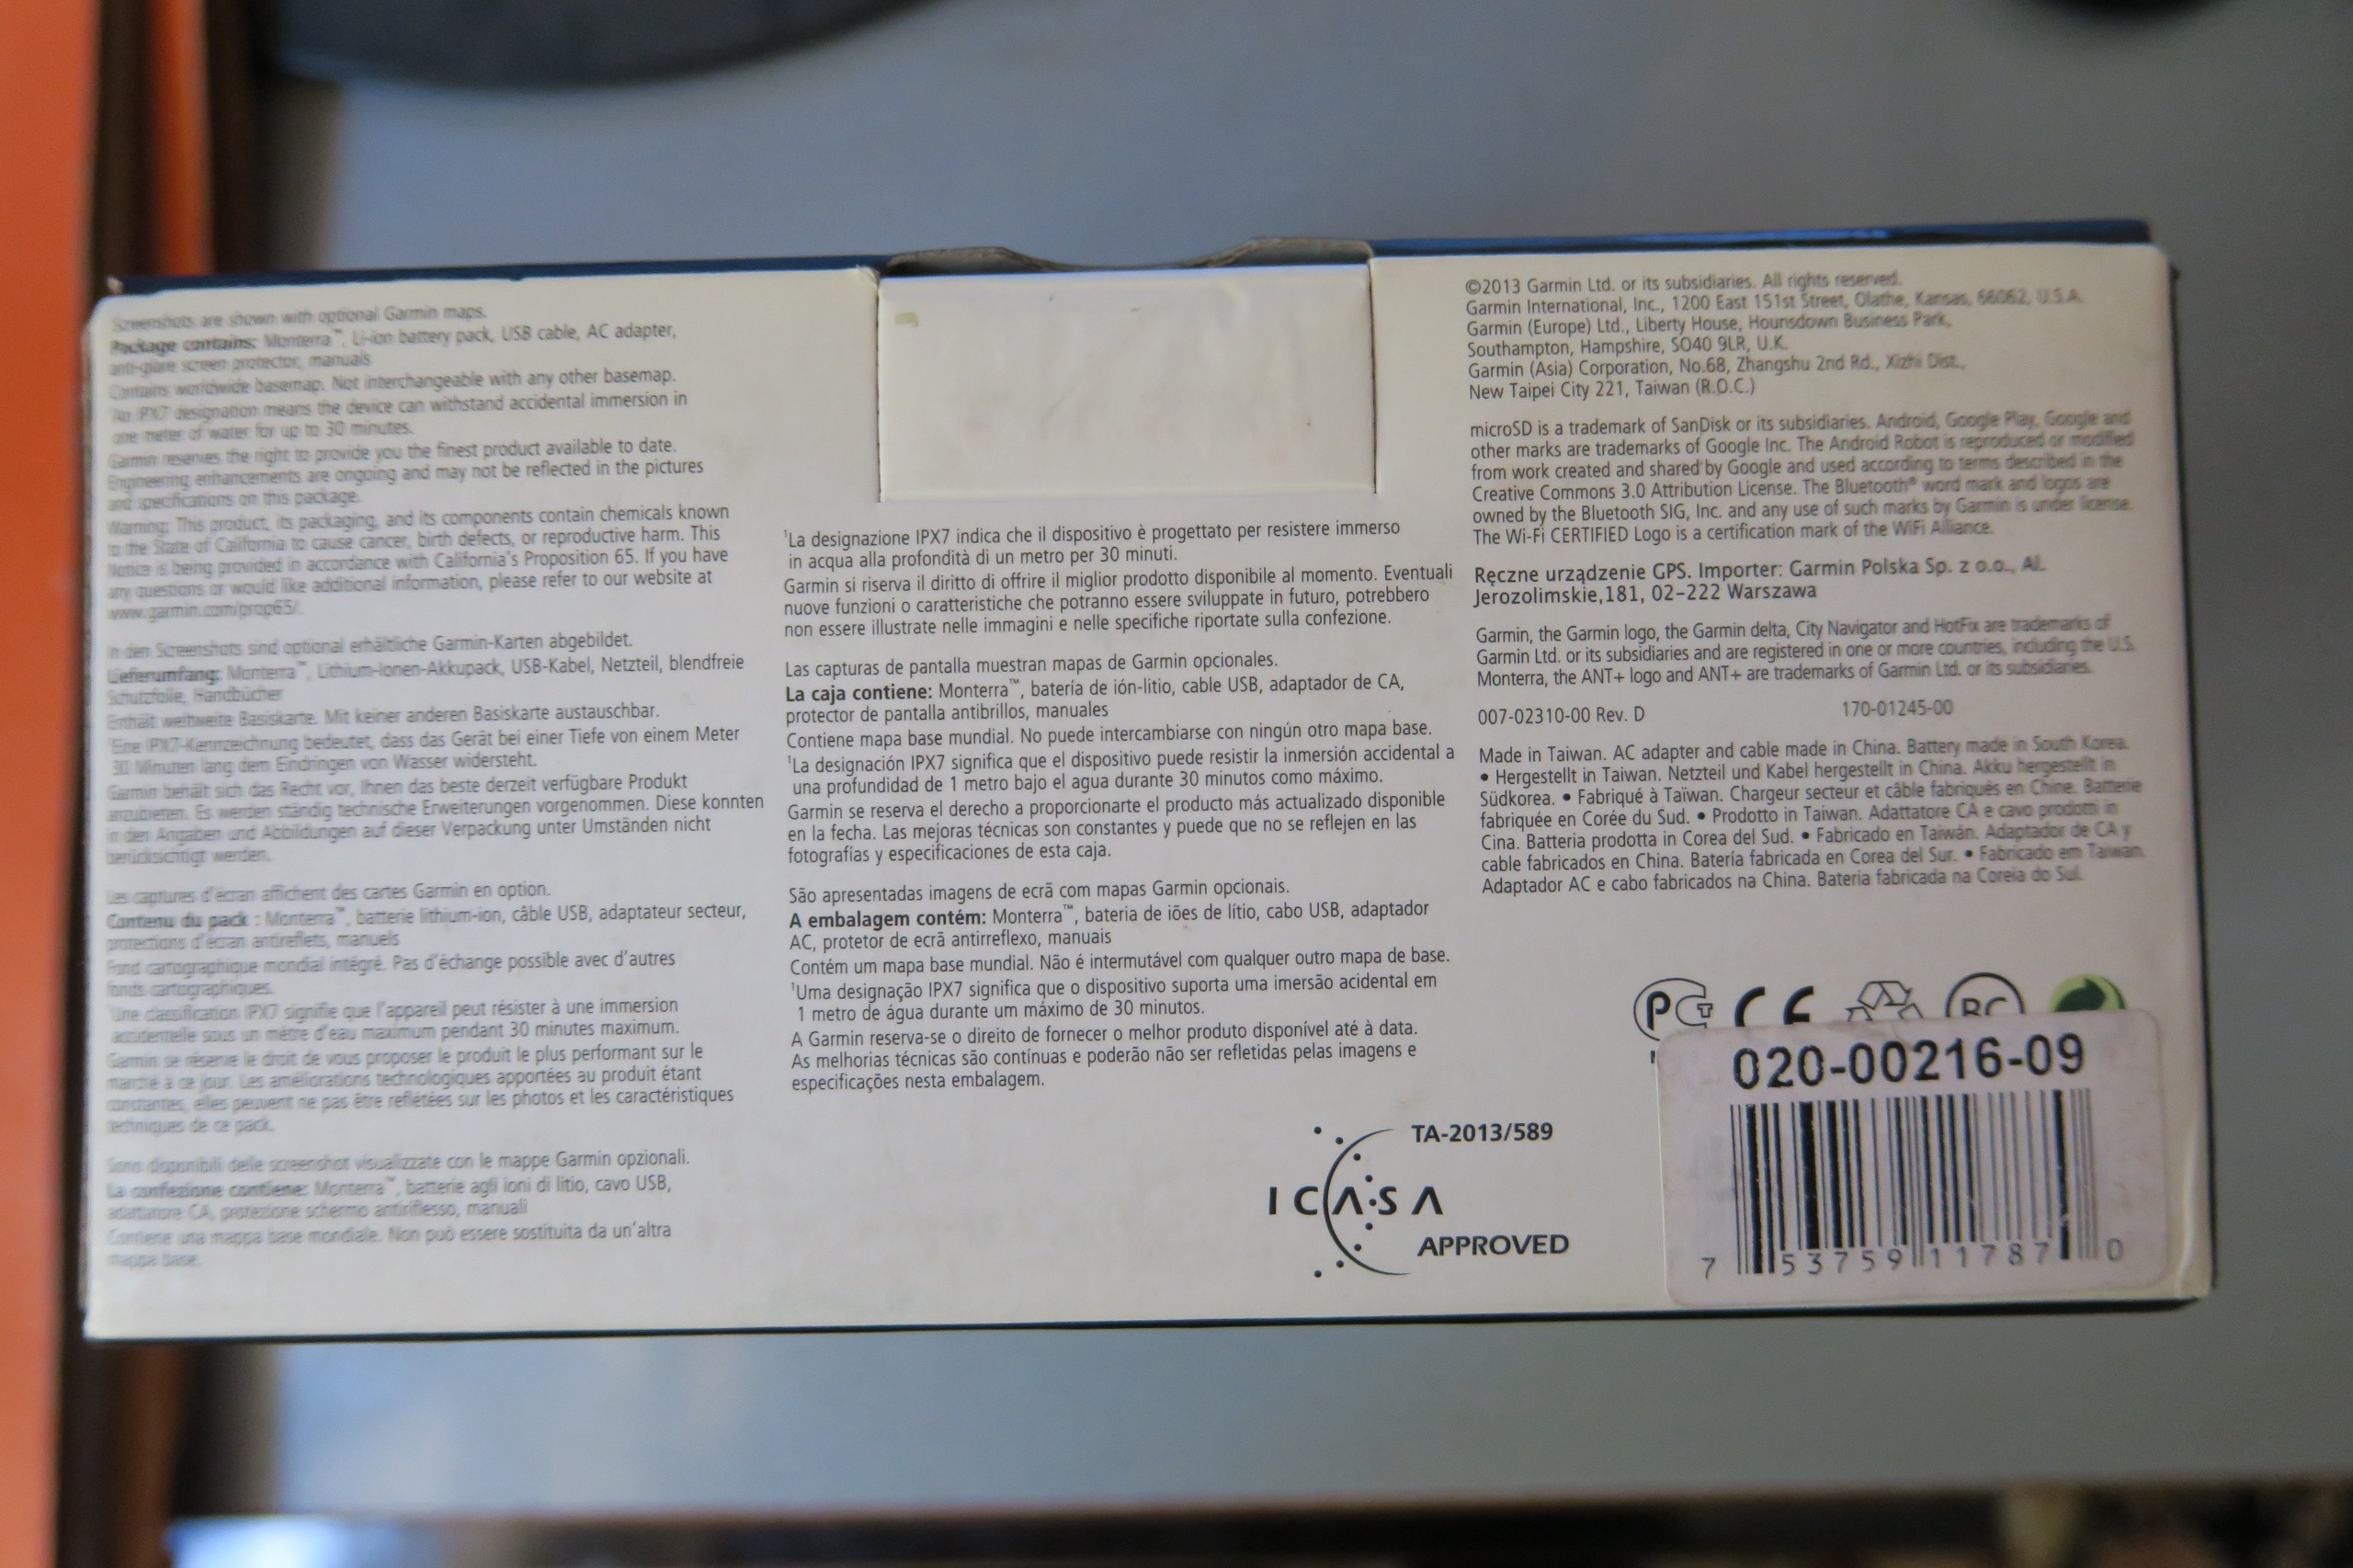 Screenshots are shown with optional Garmin maps.
Package contains: Monterra™, Li-ion battery pack, USB cable, AC adapter,
anti-glare screen protector, manuals
Contains worldwide basemap. Not interchangeable with any other basemap.
¹An IPX7 designation means the device can withstand accidental immersion in
one meter of water for up to 30 minutes.
Garmin reserves the right to provide you the finest product available to date.
Engineering enhancements are ongoing and may not be reflected in the pictures
and specifications on this package.
Warning: This product, its packaging, and its components contain chemicals known
to the State of California to cause cancer, birth defects, or reproductive harm. This
Notice is being provided in accordance with California's Proposition 65. If you have
any questions or would like additional information, please refer to our website at
www.garmin.com/prop65/.
In den Screenshots sind optional erhältliche Garmin-Karten abgebildet.
Lieferumfang: Monterra™, Lithium-Ionen-Akkupack, USB-Kabel, Netzteil, blendfreie
Schutzfolie, Handbücher
Enthält weltweite Basiskarte. Mit keiner anderen Basiskarte austauschbar.
¹Eine IPX7-Kennzeichnung bedeutet, dass das Gerät bei einer Tiefe von einem Meter
30 Minuten lang dem Eindringen von Wasser widersteht.
Garmin behält sich das Recht vor, Ihnen das beste derzeit verfügbare Produkt
anzubieten. Es werden ständig technische Erweiterungen vorgenommen. Diese konnten
in den Angaben und Abbildungen auf dieser Verpackung unter Umständen nicht
berücksichtigt werden.
Les captures d'écran affichent des cartes Garmin en option.
Contenu du pack : Monterra™, batterie lithium-ion, câble USB, adaptateur secteur,
protections d'écran antireflets, manuels
Fond cartographique mondial intégré. Pas d'échange possible avec d'autres
fonds cartographiques.
¹Une classification IPX7 signifie que l'appareil peut résister à une immersion
accidentelle sous un mètre d'eau maximum pendant 30 minutes maximum.
Garmin se réserve le droit de vous proposer le produit le plus performant sur le
marché à ce jour. Les améliorations technologiques apportées au produit étant
constantes, elles peuvent ne pas être reflétées sur les photos et les caractéristiques
techniques de ce pack.
Sono disponibili delle screenshot visualizzate con le mappe Garmin opzionali.
La confezione contiene: Monterra™, batterie agli ioni di litio, cavo USB,
adattatore CA, protezione schermo antiriflesso, manuali
Contiene una mappa base mondiale. Non può essere sostituita da un'altra
mappa base.
¹La designazione IPX7 indica che il dispositivo è progettato per resistere immerso
in acqua alla profondità di un metro per 30 minuti.
Garmin si riserva il diritto di offrire il miglior prodotto disponibile al momento. Eventuali
nuove funzioni o caratteristiche che potranno essere sviluppate in futuro, potrebbero
non essere illustrate nelle immagini e nelle specifiche riportate sulla confezione.
Las capturas de pantalla muestran mapas de Garmin opcionales.
La caja contiene: Monterra™, batería de ión-litio, cable USB, adaptador de CA,
protector de pantalla antibrillos, manuales
Contiene mapa base mundial. No puede intercambiarse con ningún otro mapa base.
¹La designación IPX7 significa que el dispositivo puede resistir la inmersión accidental a
una profundidad de 1 metro bajo el agua durante 30 minutos como máximo.
Garmin se reserva el derecho a proporcionarte el producto más actualizado disponible
en la fecha. Las mejoras técnicas son constantes y puede que no se reflejen en las
fotografías y especificaciones de esta caja.
São apresentadas imagens de ecrã com mapas Garmin opcionais.
A embalagem contém: Monterra™, bateria de iões de lítio, cabo USB, adaptador
AC, protetor de ecrã antirreflexo, manuais
Contém um mapa base mundial. Não é intermutável com qualquer outro mapa de base.
¹Uma designação IPX7 significa que o dispositivo suporta uma imersão acidental em
1 metro de água durante um máximo de 30 minutos.
A Garmin reserva-se o direito de fornecer o melhor produto disponível até à data.
As melhorias técnicas são contínuas e poderão não ser refletidas pelas imagens e
especificações nesta embalagem.
©2013 Garmin Ltd. or its subsidiaries. All rights reserved.
Garmin International, Inc., 1200 East 151st Street, Olathe, Kansas, 66062, U.S.A.
Garmin (Europe) Ltd., Liberty House, Hounsdown Business Park,
Southampton, Hampshire, SO40 9LR, U.K.
Garmin (Asia) Corporation, No.68, Zhangshu 2nd Rd., Xizhi Dist.,
New Taipei City 221, Taiwan (R.O.C.)
microSD is a trademark of SanDisk or its subsidiaries. Android, Google Play, Google and
other marks are trademarks of Google Inc. The Android Robot is reproduced or modified
from work created and shared by Google and used according to terms described in the
Creative Commons 3.0 Attribution License. The Bluetooth® word mark and logos are
owned by the Bluetooth SIG, Inc. and any use of such marks by Garmin is under license.
The Wi-Fi CERTIFIED Logo is a certification mark of the WiFi Alliance.
Ręczne urządzenie GPS. Importer: Garmin Polska Sp. z o.o., Al.
Jerozolimskie,181, 02-222 Warszawa
Garmin, the Garmin logo, the Garmin delta, City Navigator and HotFix are trademarks of
Garmin Ltd. or its subsidiaries and are registered in one or more countries, including the U.S.
Monterra, the ANT+ logo and ANT+ are trademarks of Garmin Ltd. or its subsidiaries.
007-02310-00 Rev. D 170-01245-00
Made in Taiwan. AC adapter and cable made in China. Battery made in South Korea.
• Hergestellt in Taiwan. Netzteil und Kabel hergestellt in China. Akku hergestellt in
Südkorea. • Fabriqué à Taïwan. Chargeur secteur et câble fabriqués en Chine. Batterie
fabriquée en Corée du Sud. • Prodotto in Taiwan. Adattatore CA e cavo prodotti in
Cina. Batteria prodotta in Corea del Sud. • Fabricado en Taiwán. Adaptador de CA y
cable fabricados en China. Batería fabricada en Corea del Sur. • Fabricado em Taiwan.
Adaptador AC e cabo fabricados na China. Bateria fabricada na Coreia do Sul.
PCT CE BC
020-00216-09
7 53759 11787 0
TA-2013/589
ICASA
APPROVED